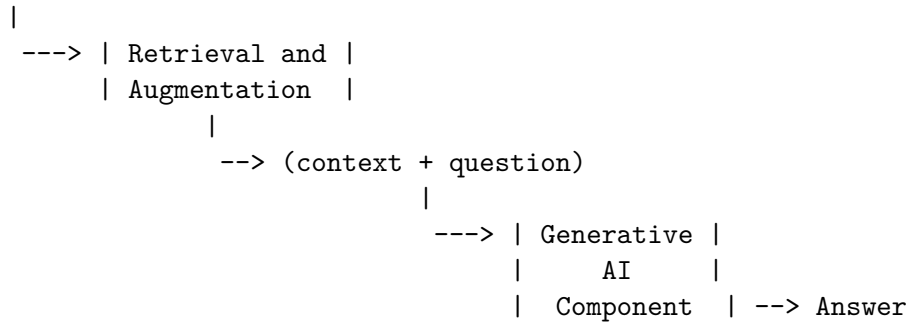 |
---> | Retrieval and |
| Augmentation |
|
--> (context + question)
|
---> | Generative |
| AI |
| Component | --> Answer